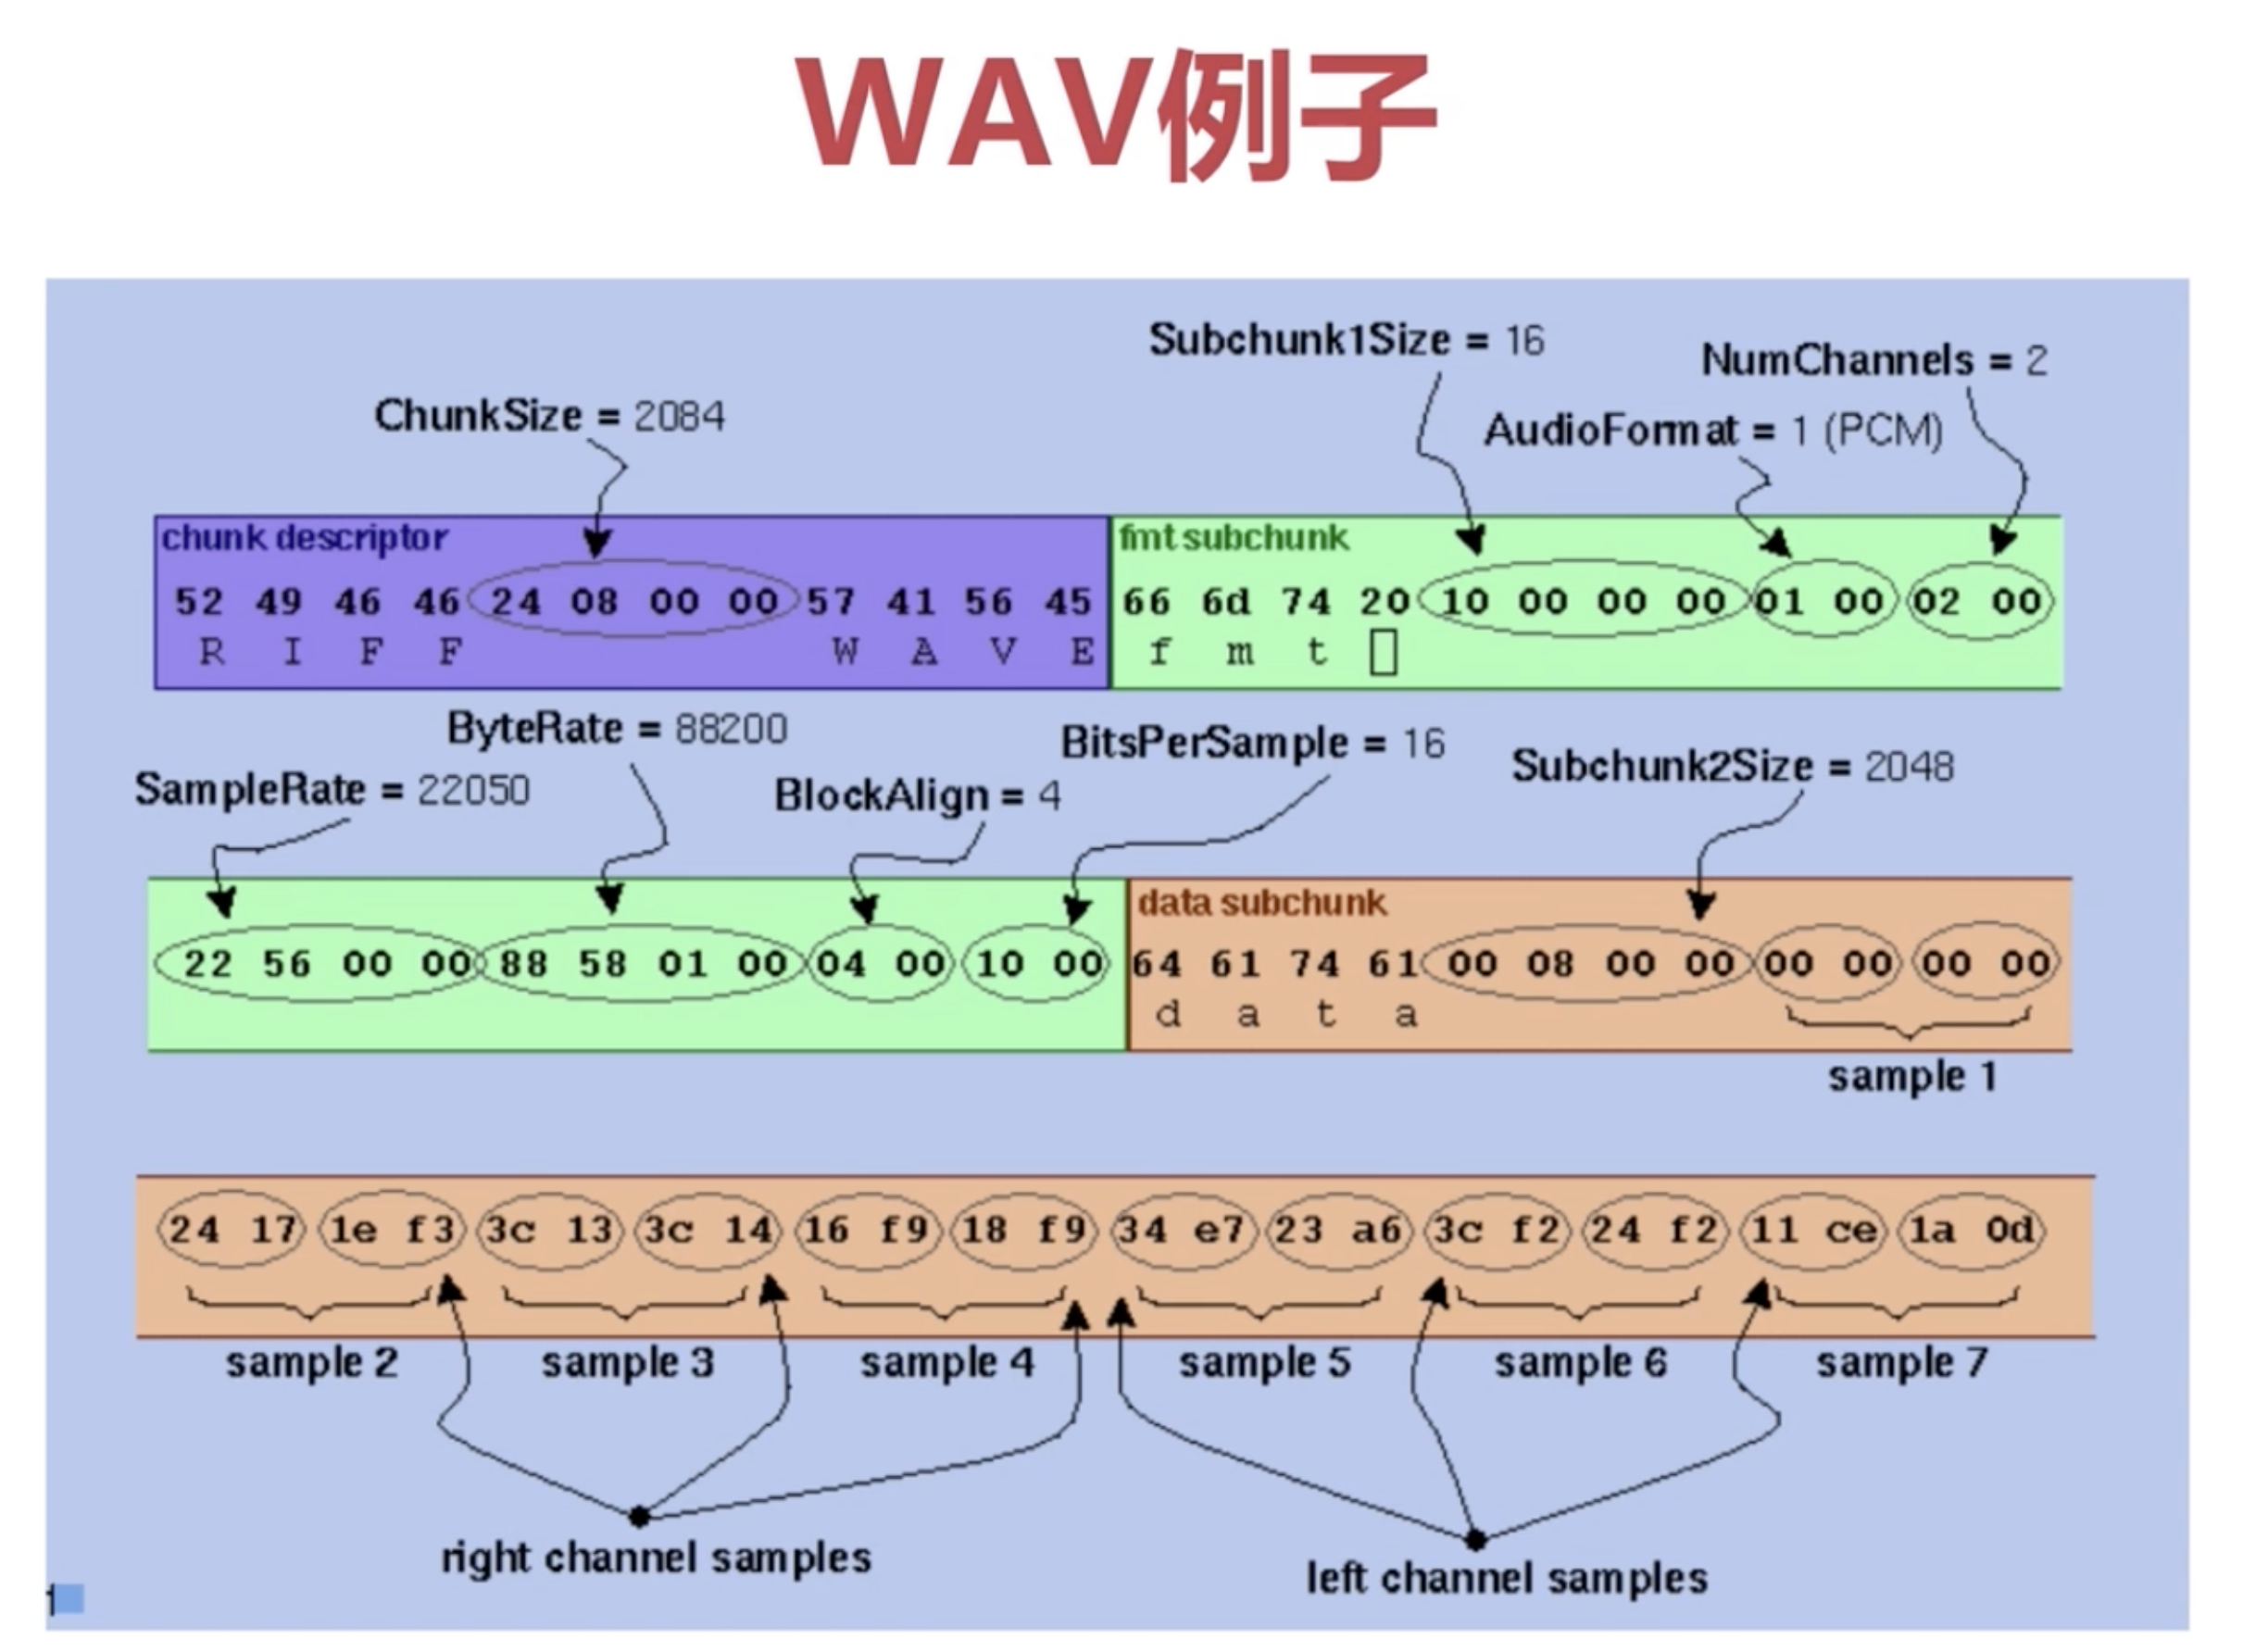 WAV例子
Subchunk1Size = 16
NumChannels = 2
ChunkSize = 2084
AudioFormat = 1 (PCM)
chunk descriptor
fmt subchunk
52 49 46 46 24 08 00 00 57 41 56 45 66 6d 74 20 10 00 00 00 01 00 02 00
R I F F W A V E f m t
ByteRate = 88200
BitsPerSample = 16
Subchunk2Size = 2048
SampleRate = 22050
BlockAlign = 4
data subchunk
22 56 00 00 88 58 01 00 04 00 10 00 64 61 74 61 00 08 00 00 00 00 00 00
d a t a
sample 1
24 17 1e f3 3c 13 3c 14 16 f9 18 f9 34 e7 23 a6 3c f2 24 f2 11 ce 1a 0d
sample 2 sample 3 sample 4 sample 5 sample 6 sample 7
right channel samples
left channel samples